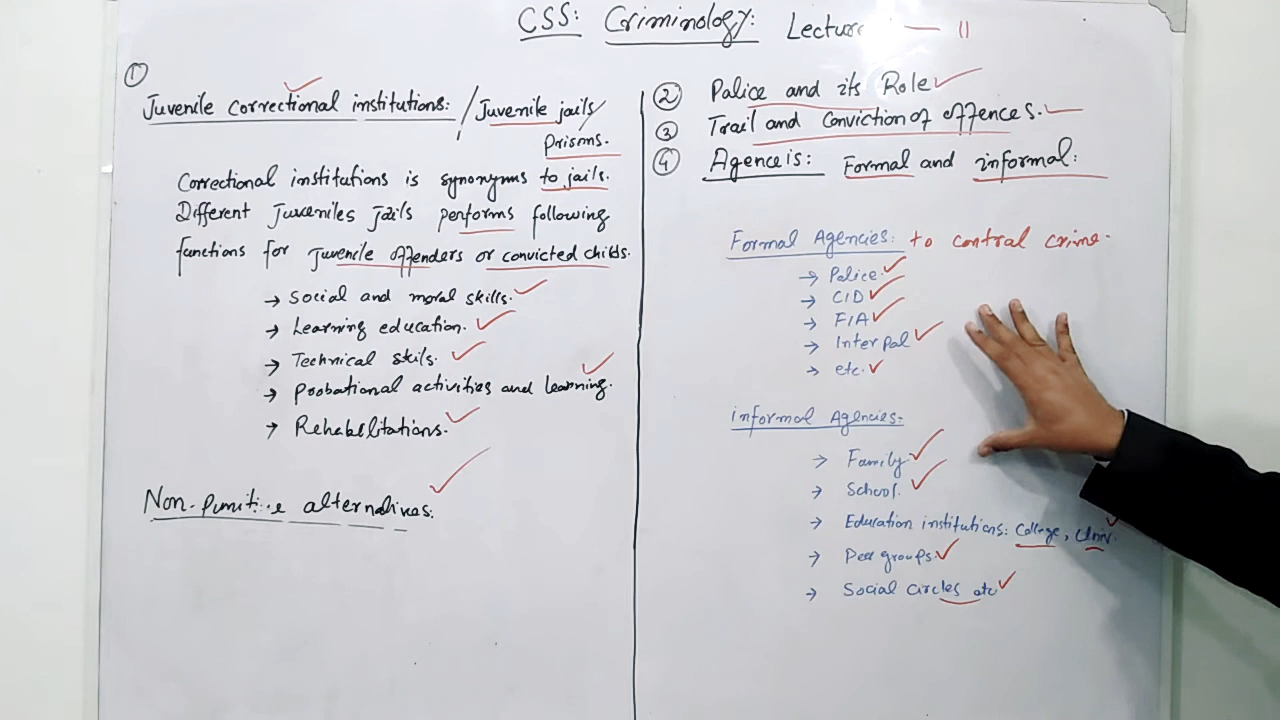 CSS: Criminology: Lecture — 11
①
Juvenile correctional institutions: / Juvenile jails/
Prisons.
Correctional institutions is synonyms to jails.
Different Juveniles Jails performs following
functions for Juvenile offenders or convicted childs.
→ Social and moral skills.
→ Learning education.
→ Technical skils.
→ Probational activities and learning.
→ Rehabelitations.
Non-punitive alternatives:
② Police and its Role
③ Trail and Conviction of offences.
④ Agenceis: Formal and informal:
Formal Agencies: to control crime.
→ Police
→ CID
→ FIA
→ Interpol
→ etc.
informal Agencies:
→ Family
→ School.
→ Education institutions: College, Univ.
→ Peer groups.
→ Social circles etc